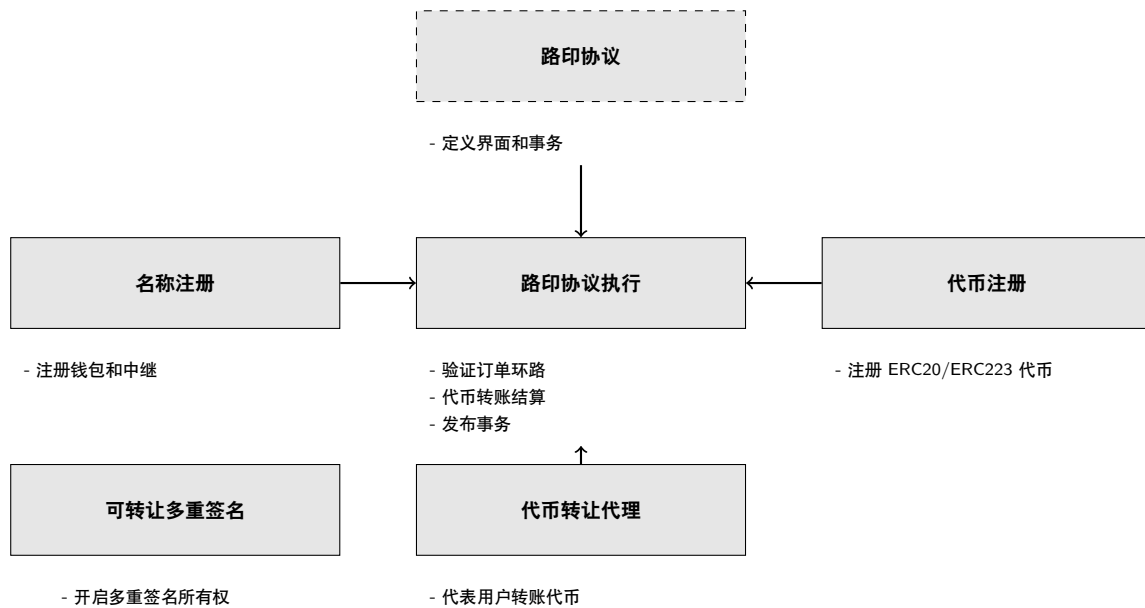 路印协议
- 定义界面和事务
名称注册
路印协议执行
代币注册
- 注册钱包和中继
- 验证订单环路
- 代币转账结算
- 发布事务
- 注册 ERC20/ERC223 代币
可转让多重签名
代币转让代理
- 开启多重签名所有权
- 代表用户转账代币